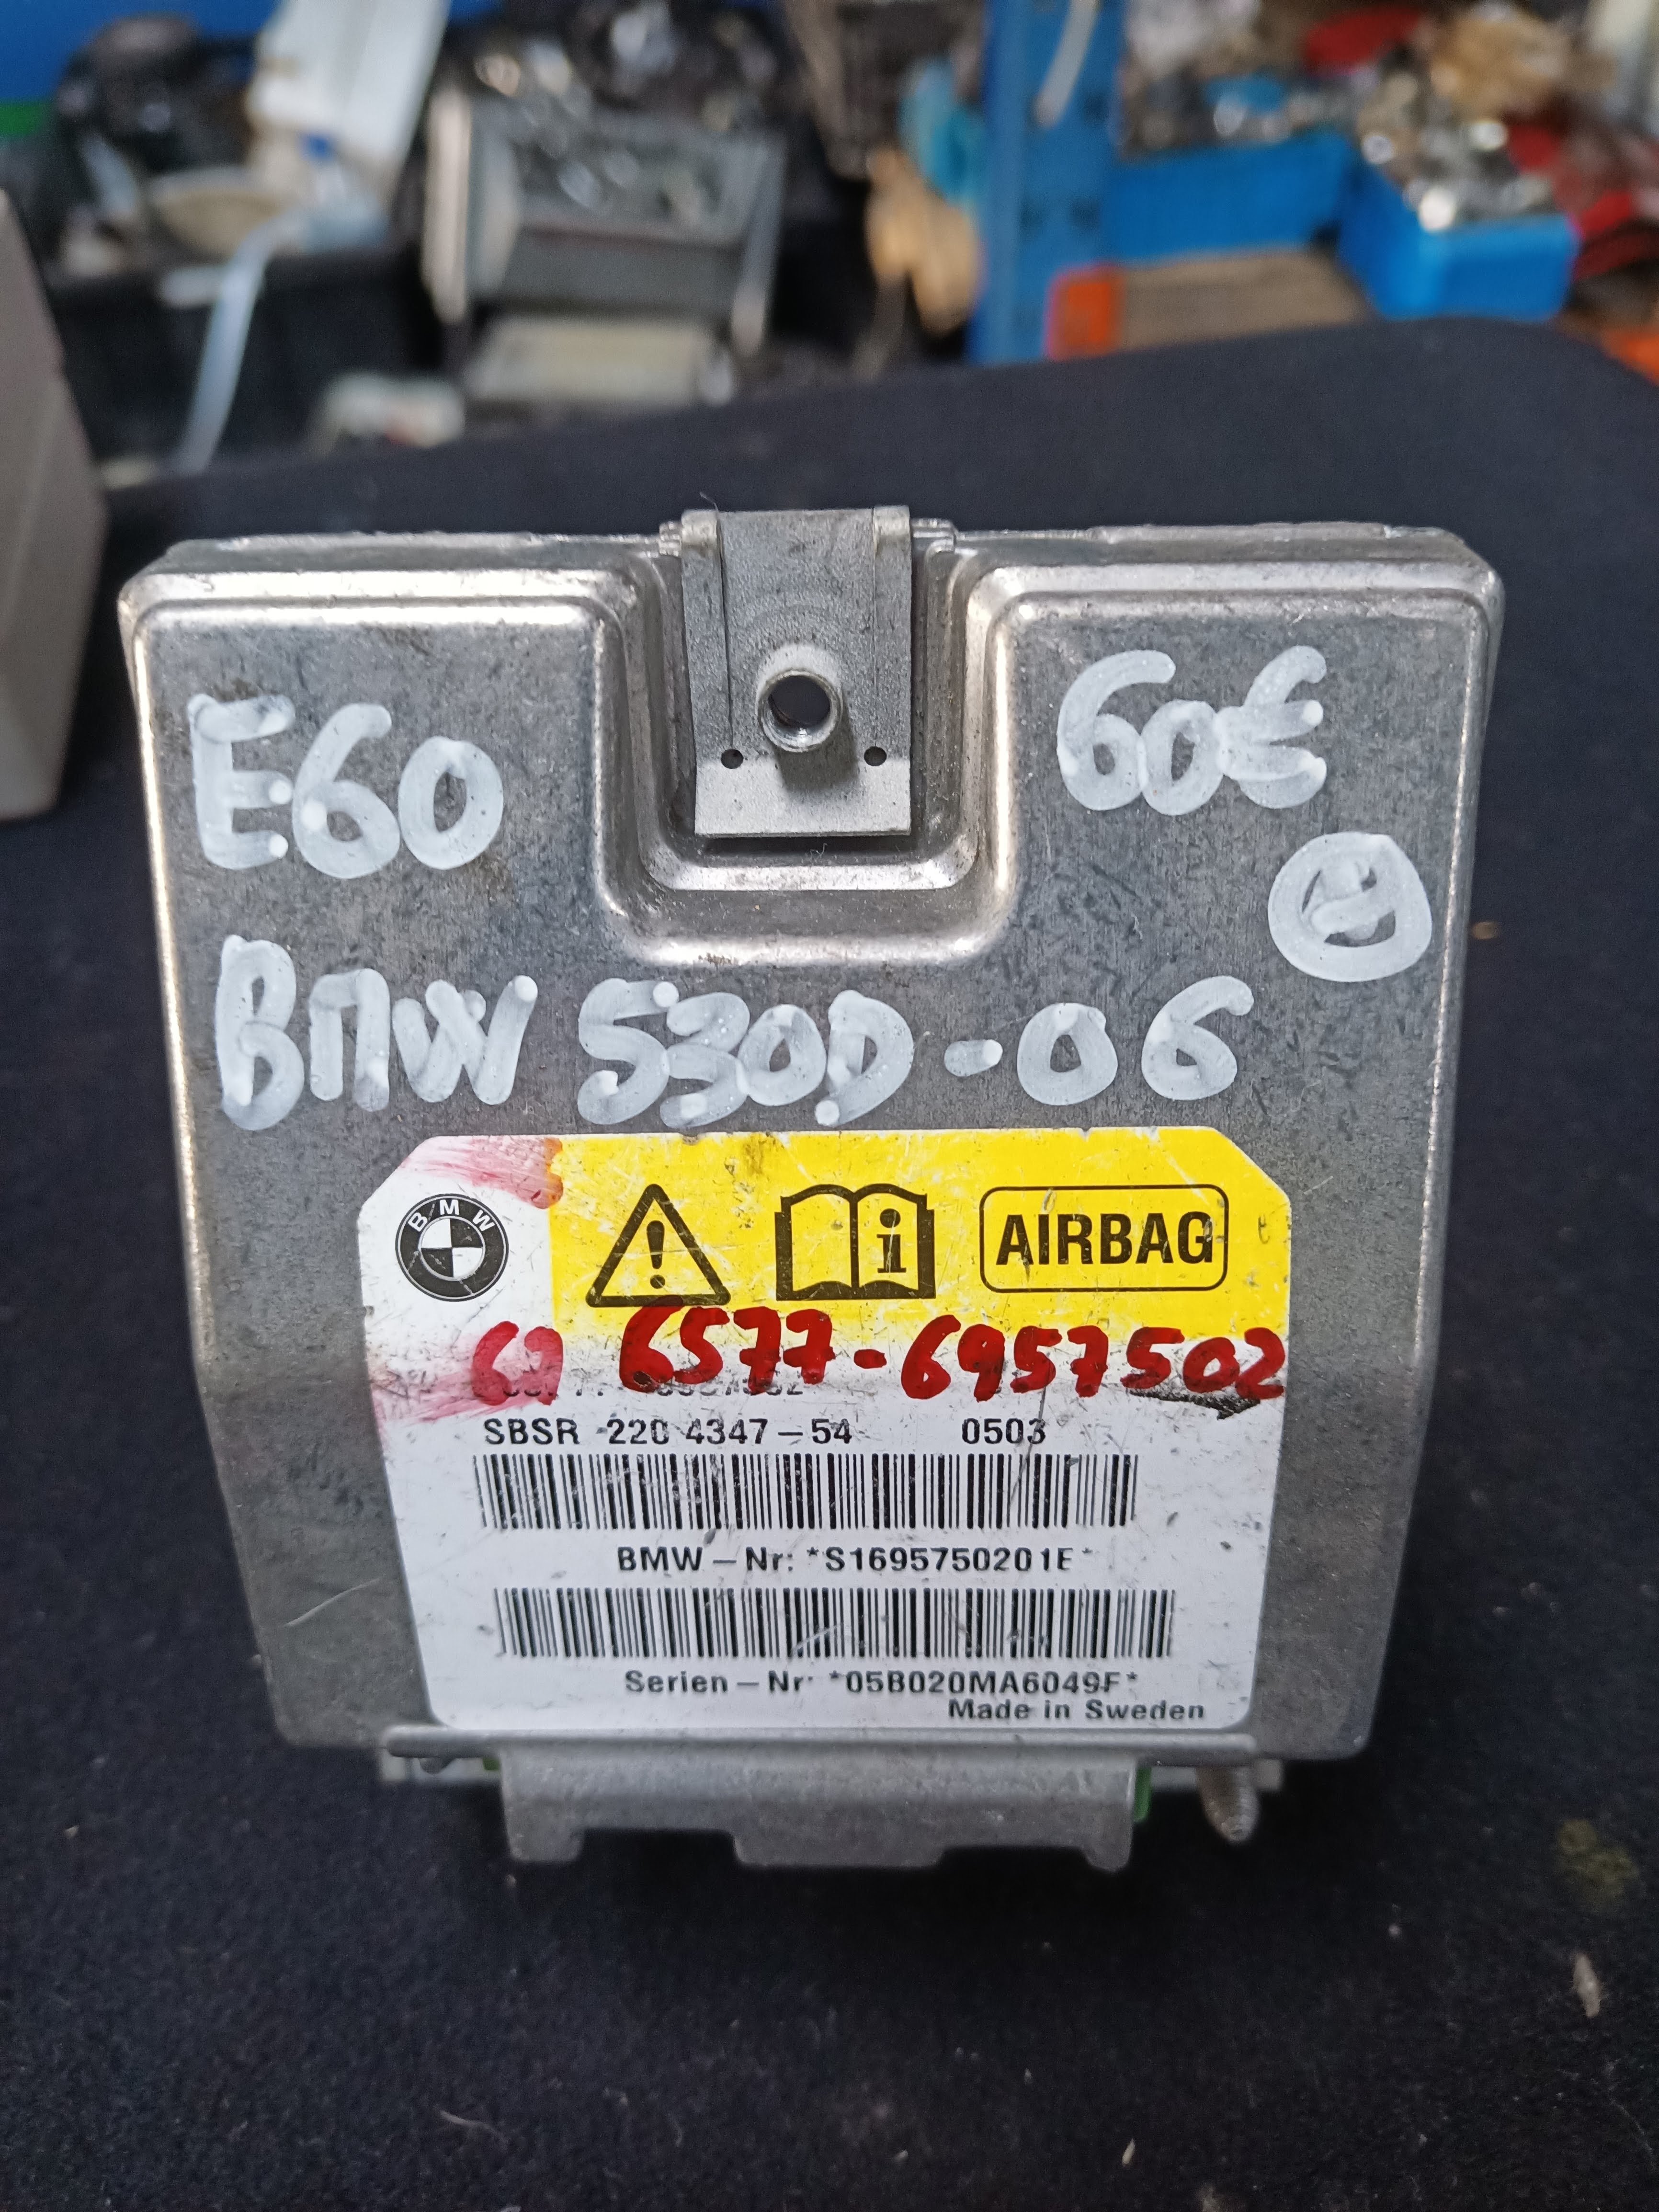 E60
60€
BMW 530D-06
BMW
AIRBAG
6577-6957502
SBSR 220 4347-54 0503
BMW-Nr: *S1695750201E*
Serien-Nr: *05B020MA6049F*
Made in Sweden